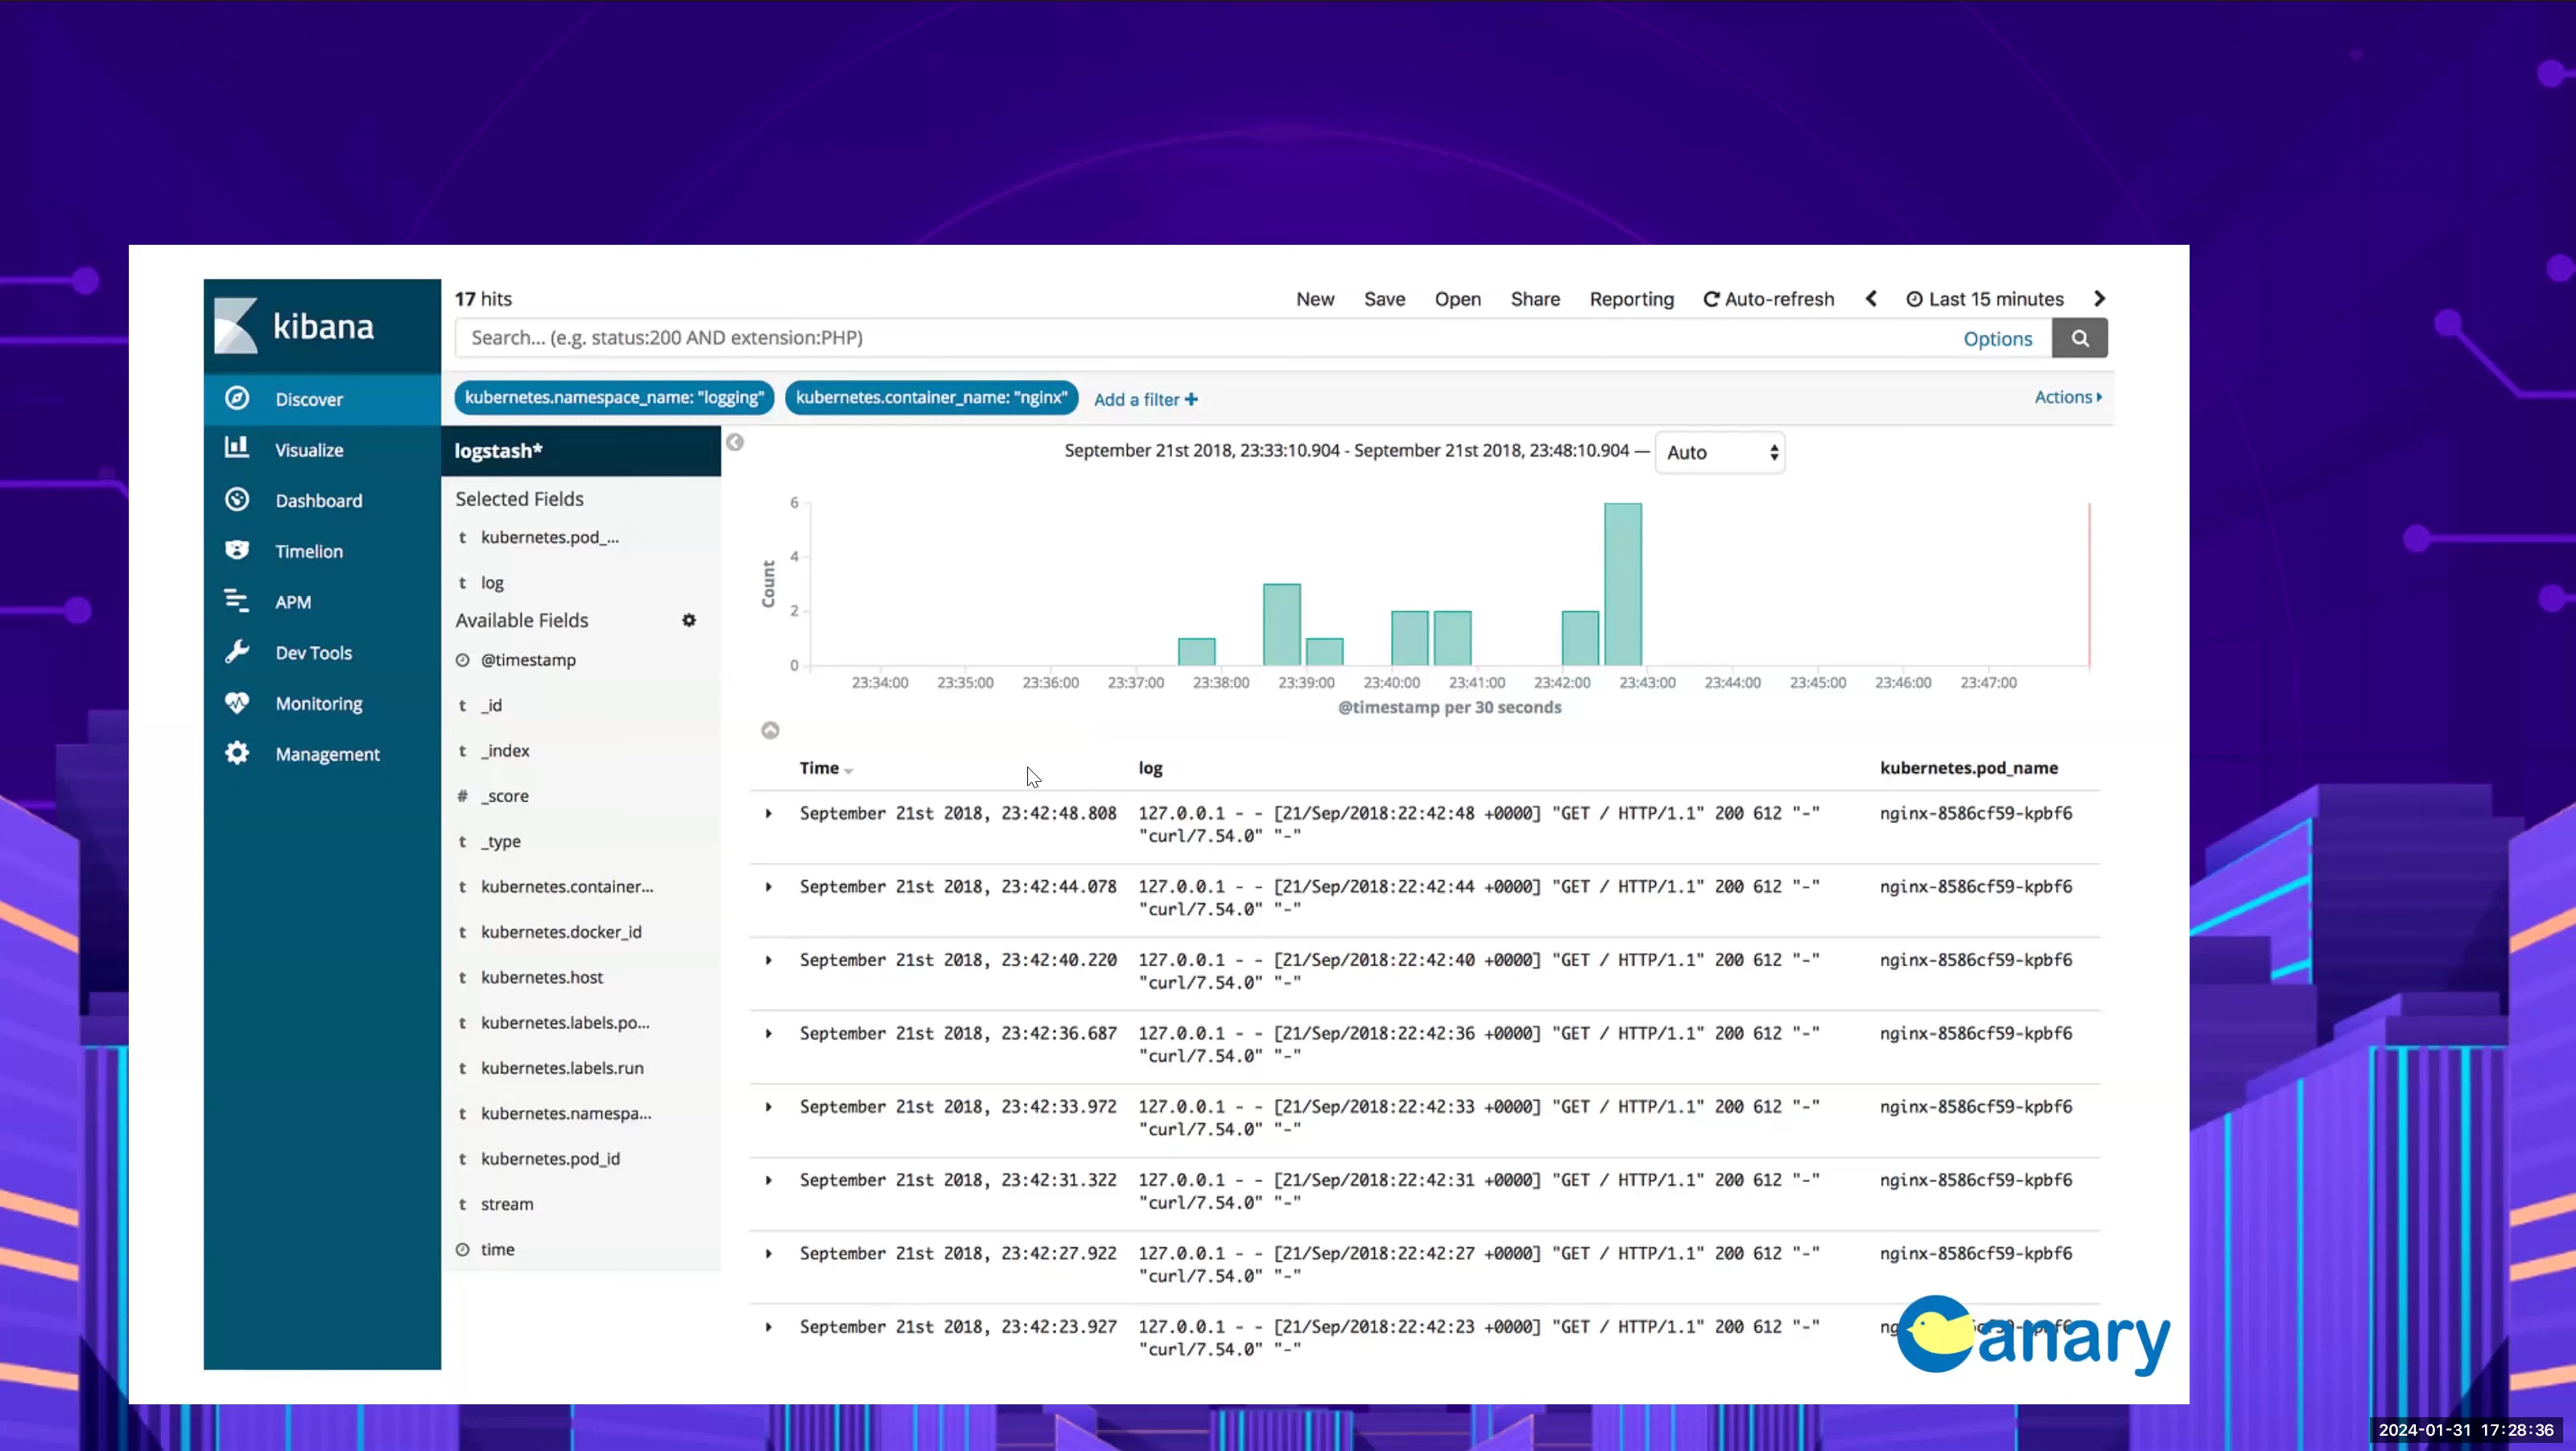 kibana
Discover
Visualize
Dashboard
Timelion
APM
Dev Tools
Monitoring
Management
17 hits
New Save Open Share Reporting Auto-refresh Last 15 minutes
Search... (e.g. status:200 AND extension:PHP) Options
kubernetes.namespace_name: "logging" kubernetes.container_name: "nginx" Add a filter + Actions
logstash*
Selected Fields
t kubernetes.pod_...
t log
Available Fields
@timestamp
t _id
t _index
# _score
t _type
t kubernetes.container...
t kubernetes.docker_id
t kubernetes.host
t kubernetes.labels.po...
t kubernetes.labels.run
t kubernetes.namespa...
t kubernetes.pod_id
t stream
time
September 21st 2018, 23:33:10.904 - September 21st 2018, 23:48:10.904 — Auto
Count
6
4
2
0
23:34:00 23:35:00 23:36:00 23:37:00 23:38:00 23:39:00 23:40:00 23:41:00 23:42:00 23:43:00 23:44:00 23:45:00 23:46:00 23:47:00
@timestamp per 30 seconds
Time log kubernetes.pod_name
September 21st 2018, 23:42:48.808 127.0.0.1 - - [21/Sep/2018:22:42:48 +0000] "GET / HTTP/1.1" 200 612 "-" nginx-8586cf59-kpbf6
"curl/7.54.0" "-"
September 21st 2018, 23:42:44.078 127.0.0.1 - - [21/Sep/2018:22:42:44 +0000] "GET / HTTP/1.1" 200 612 "-" nginx-8586cf59-kpbf6
"curl/7.54.0" "-"
September 21st 2018, 23:42:40.220 127.0.0.1 - - [21/Sep/2018:22:42:40 +0000] "GET / HTTP/1.1" 200 612 "-" nginx-8586cf59-kpbf6
"curl/7.54.0" "-"
September 21st 2018, 23:42:36.687 127.0.0.1 - - [21/Sep/2018:22:42:36 +0000] "GET / HTTP/1.1" 200 612 "-" nginx-8586cf59-kpbf6
"curl/7.54.0" "-"
September 21st 2018, 23:42:33.972 127.0.0.1 - - [21/Sep/2018:22:42:33 +0000] "GET / HTTP/1.1" 200 612 "-" nginx-8586cf59-kpbf6
"curl/7.54.0" "-"
September 21st 2018, 23:42:31.322 127.0.0.1 - - [21/Sep/2018:22:42:31 +0000] "GET / HTTP/1.1" 200 612 "-" nginx-8586cf59-kpbf6
"curl/7.54.0" "-"
September 21st 2018, 23:42:27.922 127.0.0.1 - - [21/Sep/2018:22:42:27 +0000] "GET / HTTP/1.1" 200 612 "-" nginx-8586cf59-kpbf6
"curl/7.54.0" "-"
September 21st 2018, 23:42:23.927 127.0.0.1 - - [21/Sep/2018:22:42:23 +0000] "GET / HTTP/1.1" 200 612 "-"
"curl/7.54.0" "-"
Canary
2024-01-31 17:28:36